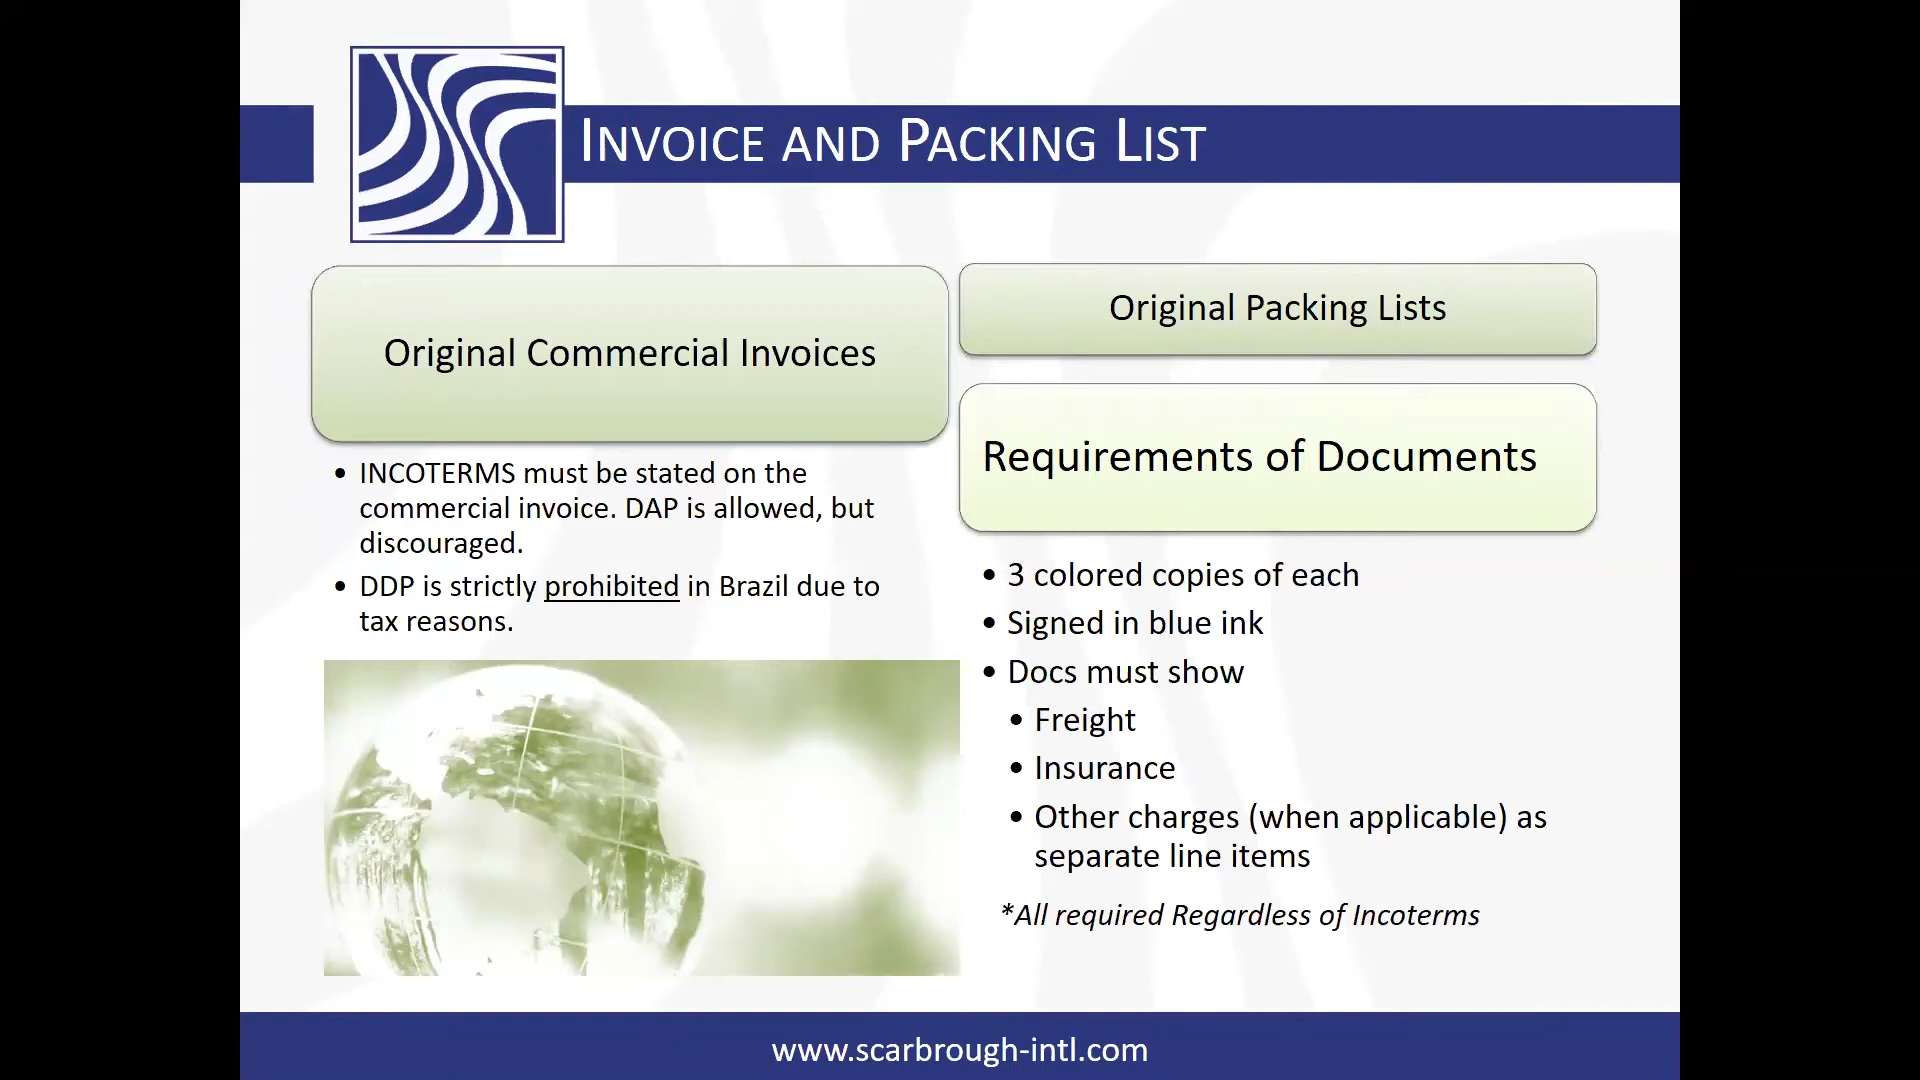 INVOICE AND PACKING LIST
Original Commercial Invoices
• INCOTERMS must be stated on the
commercial invoice. DAP is allowed, but
discouraged.
• DDP is strictly prohibited in Brazil due to
tax reasons.
Original Packing Lists
Requirements of Documents
• 3 colored copies of each
• Signed in blue ink
• Docs must show
• Freight
• Insurance
• Other charges (when applicable) as
separate line items
*All required Regardless of Incoterms
www.scarbrough-intl.com